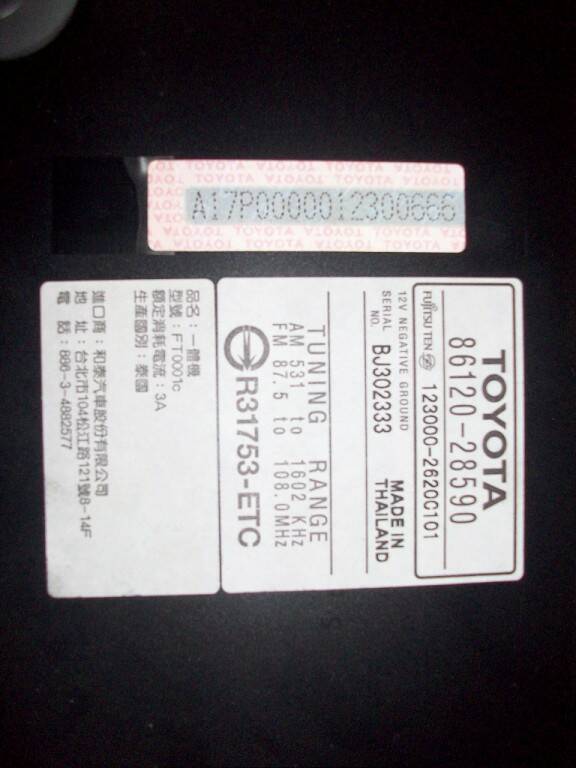 A17P0000012300666
TOYOTA
86120-28590
FUJITSU TEN 123000-2620C101
12V NEGATIVE GROUND
SERIAL NO. BJ302333
MADE IN
THAILAND
TUNING RANGE
AM 531 to 1602 KHz
FM 87.5 to 108.0MHz
R31753-ETC
品名：一體機
型號：FT0001c
額定消耗電流：3A
生產國別：泰國
進口商：和泰汽車股份有限公司
地 址：台北市104松江路121號8-14F
電 話：886-3-4882577